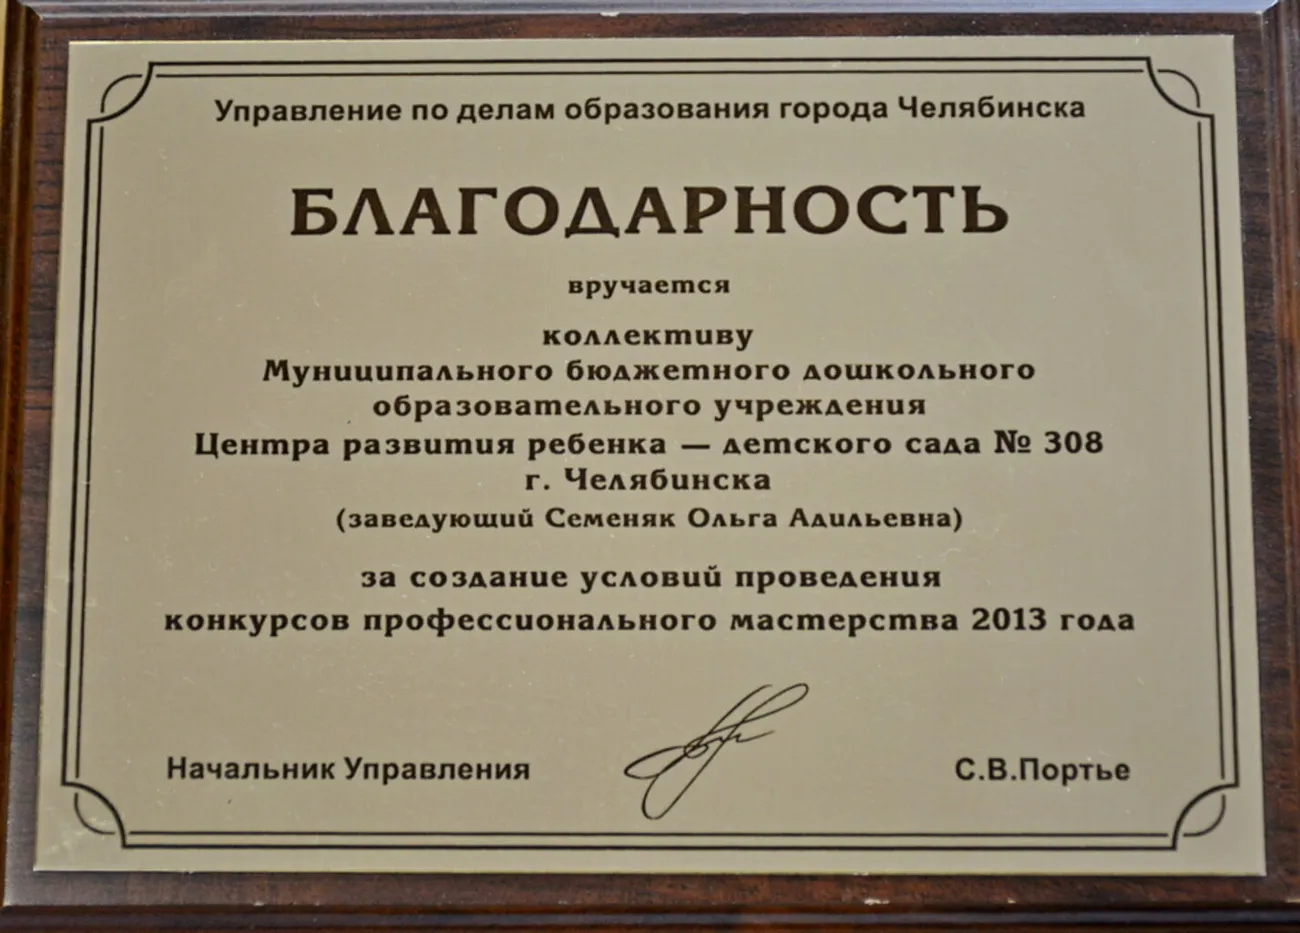 Управление по делам образования города Челябинска
БЛАГОДАРНОСТЬ
вручается
коллективу
Муниципального бюджетного дошкольного
образовательного учреждения
Центра развития ребенка — детского сада № 308
г. Челябинска
(заведующий Семеняк Ольга Адильевна)
за создание условий проведения
конкурсов профессионального мастерства 2013 года
Начальник Управления С.В.Портье